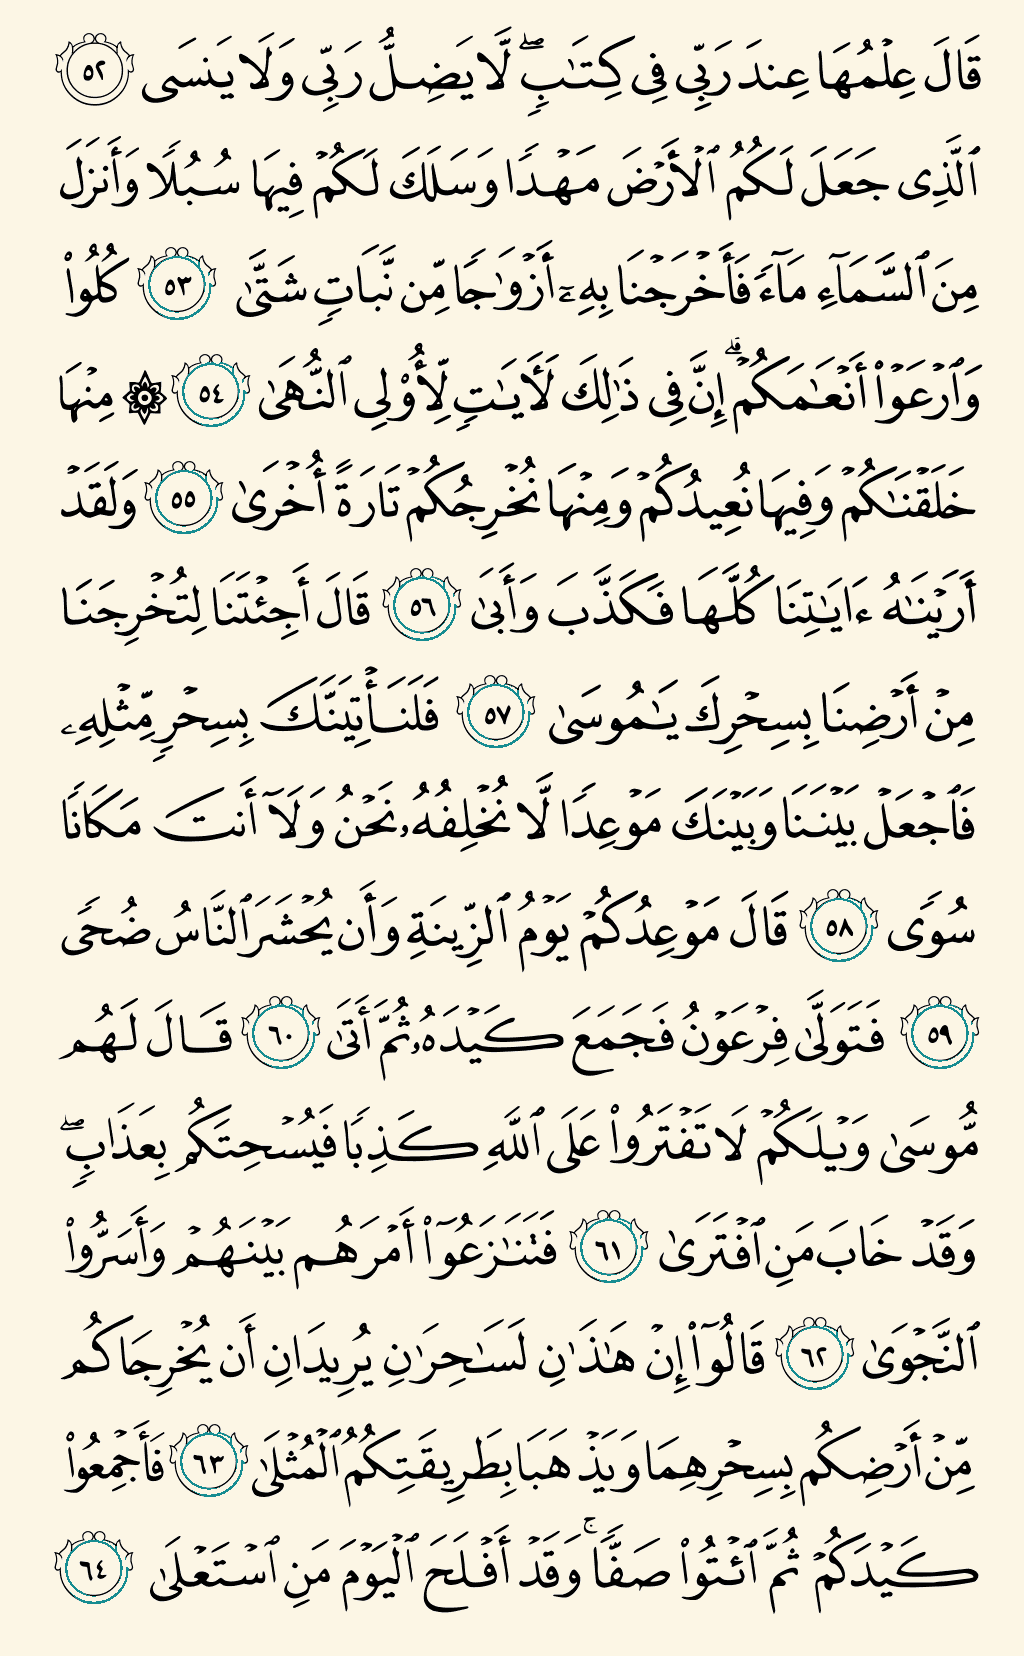 قَالَ عِلْمُهَا عِندَ رَبِّى فِى كِتَٰبٍۢ ۖ لَّا يَضِلُّ رَبِّى وَلَا يَنسَى ٥٢
ٱلَّذِى جَعَلَ لَكُمُ ٱلْأَرْضَ مَهْدًۭا وَسَلَكَ لَكُمْ فِيهَا سُبُلًۭا وَأَنزَلَ
مِنَ ٱلسَّمَآءِ مَآءًۭ فَأَخْرَجْنَا بِهِۦٓ أَزْوَٰجًۭا مِّن نَّبَاتٍۢ شَتَّىٰ ٥٣ كُلُوا۟
وَٱرْعَوْا۟ أَنْعَٰمَكُمْ ۗ إِنَّ فِى ذَٰلِكَ لَـَٔايَٰتٍۢ لِّأُو۟لِى ٱلنُّهَىٰ ٥٤ ۞ مِنْهَا
خَلَقْنَٰكُمْ وَفِيهَا نُعِيدُكُمْ وَمِنْهَا نُخْرِجُكُمْ تَارَةً أُخْرَىٰ ٥٥ وَلَقَدْ
أَرَيْنَٰهُ ءَايَٰتِنَا كُلَّهَا فَكَذَّبَ وَأَبَىٰ ٥٦ قَالَ أَجِئْتَنَا لِتُخْرِجَنَا
مِنْ أَرْضِنَا بِسِحْرِكَ يَٰمُوسَىٰ ٥٧ فَلَنَأْتِيَنَّكَ بِسِحْرٍۢ مِّثْلِهِۦ
فَٱجْعَلْ بَيْنَنَا وَبَيْنَكَ مَوْعِدًۭا لَّا نُخْلِفُهُۥ نَحْنُ وَلَآ أَنتَ مَكَانًۭا
سُوًۭى ٥٨ قَالَ مَوْعِدُكُمْ يَوْمُ ٱلزِّينَةِ وَأَن يُحْشَرَ ٱلنَّاسُ ضُحًۭى
٥٩ فَتَوَلَّىٰ فِرْعَوْنُ فَجَمَعَ كَيْدَهُۥ ثُمَّ أَتَىٰ ٦٠ قَالَ لَهُم
مُّوسَىٰ وَيْلَكُمْ لَا تَفْتَرُوا۟ عَلَى ٱللَّهِ كَذِبًۭا فَيُسْحِتَكُم بِعَذَابٍۢ ۖ
وَقَدْ خَابَ مَنِ ٱفْتَرَىٰ ٦١ فَتَنَٰزَعُوٓا۟ أَمْرَهُم بَيْنَهُمْ وَأَسَرُّوا۟
ٱلنَّجْوَىٰ ٦٢ قَالُوٓا۟ إِنْ هَٰذَٰنِ لَسَٰحِرَٰنِ يُرِيدَانِ أَن يُخْرِجَاكُم
مِّنْ أَرْضِكُم بِسِحْرِهِمَا وَيَذْهَبَا بِطَرِيقَتِكُمُ ٱلْمُثْلَىٰ ٦٣ فَأَجْمِعُوا۟
كَيْدَكُمْ ثُمَّ ٱئْتُوا۟ صَفًّۭا ۚ وَقَدْ أَفْلَحَ ٱلْيَوْمَ مَنِ ٱسْتَعْلَىٰ ٦٤